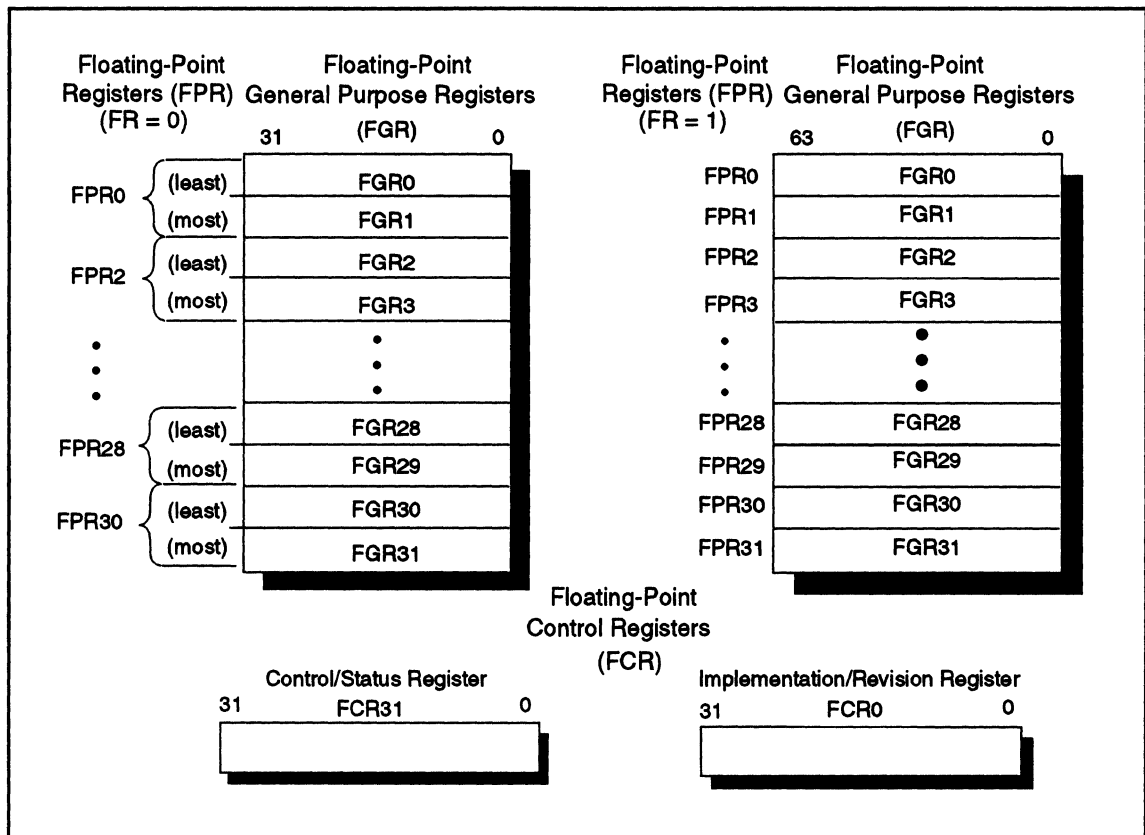 Floating-Point
Registers (FPR)
(FR = 0)
Floating-Point
General Purpose Registers
(FGR)
31 0
FPR0 (least) FGR0
(most) FGR1
FPR2 (least) FGR2
(most) FGR3
FPR28 (least) FGR28
(most) FGR29
FPR30 (least) FGR30
(most) FGR31
Floating-Point
Registers (FPR)
(FR = 1)
Floating-Point
General Purpose Registers
(FGR)
63 0
FPR0 FGR0
FPR1 FGR1
FPR2 FGR2
FPR3 FGR3
FPR28 FGR28
FPR29 FGR29
FPR30 FGR30
FPR31 FGR31
Floating-Point
Control Registers
(FCR)
Control/Status Register
31 FCR31 0
Implementation/Revision Register
31 FCR0 0